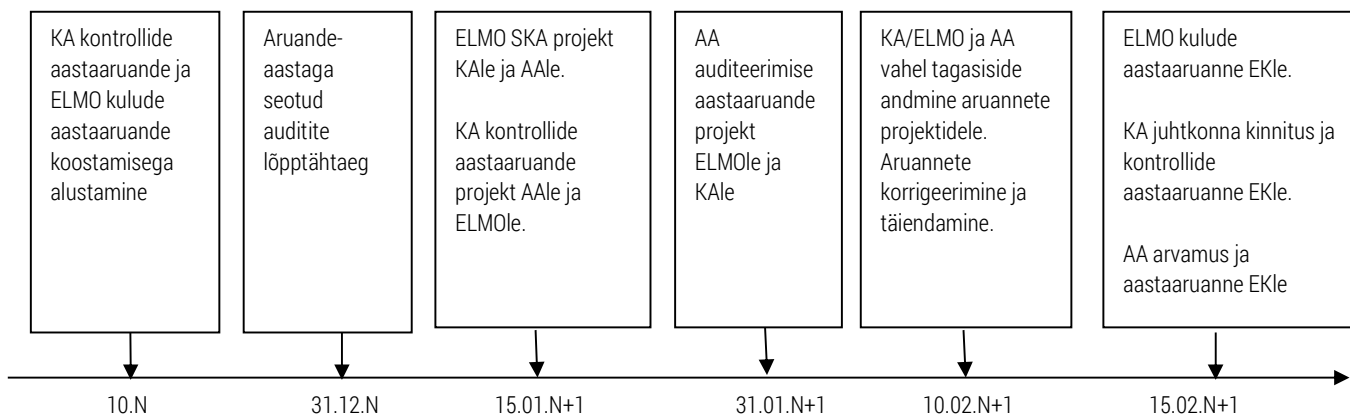 KA kontrollide
aastaaruande ja
ELMO kulude
aastaaruande
koostamisega
alustamine
Aruande-
aastaga
seotud
auditite
lõpptähtaeg
ELMO SKA projekt
KAle ja AAle.
KA kontrollide
aastaaruande
projekt AAle ja
ELMOle.
AA
auditeerimise
aastaaruande
projekt
ELMOle ja
KAle
KA/ELMO ja AA
vahel tagasiside
andmine aruannete
projektidele.
Aruannete
korrigeerimine ja
täiendamine.
ELMO kulude
aastaaruanne EKle.
KA juhtkonna kinnitus ja
kontrollide
aastaaruanne EKle.
AA arvamus ja
aastaaruanne EKle
10.N
31.12.N
15.01.N+1
31.01.N+1
10.02.N+1
15.02.N+1